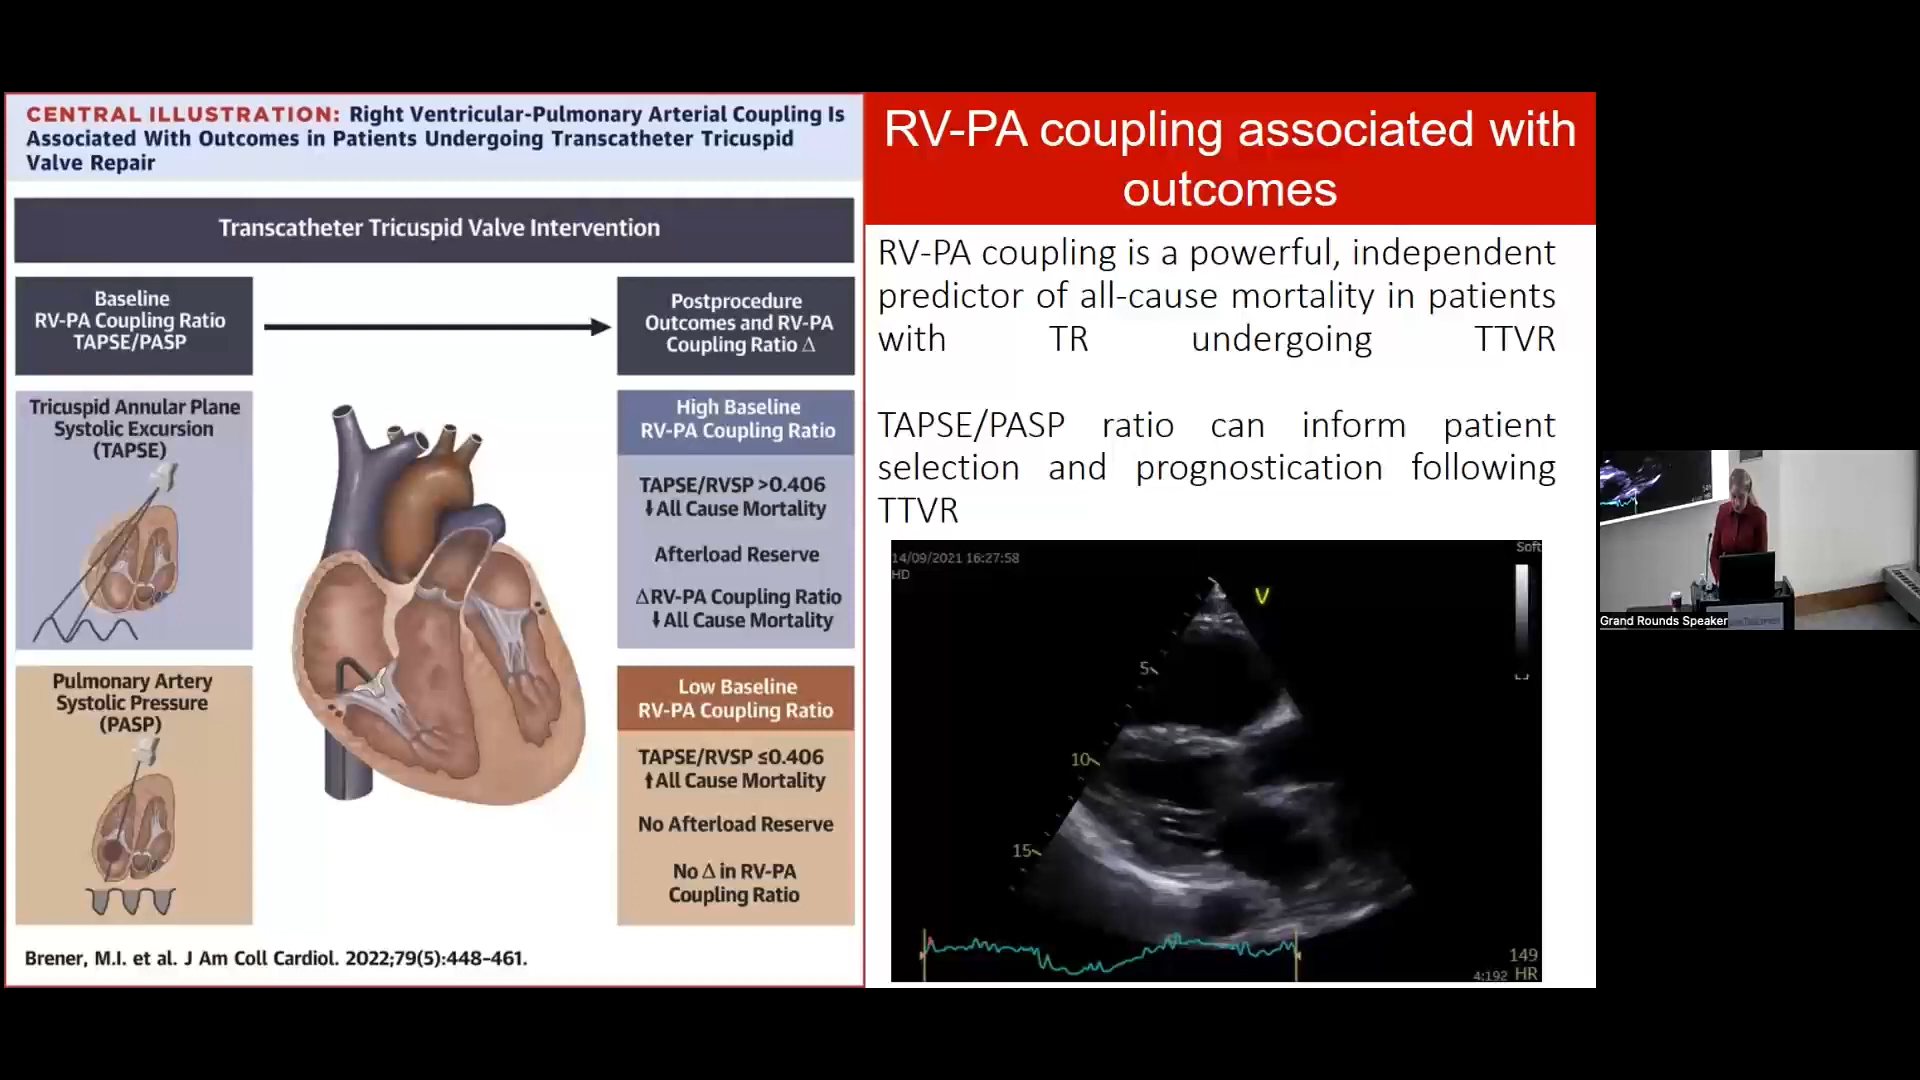 CENTRAL ILLUSTRATION: Right Ventricular-Pulmonary Arterial Coupling Is
Associated With Outcomes in Patients Undergoing Transcatheter Tricuspid
Valve Repair
Transcatheter Tricuspid Valve Intervention
Baseline
RV-PA Coupling Ratio
TAPSE/PASP
Postprocedure
Outcomes and RV-PA
Coupling Ratio Δ
Tricuspid Annular Plane
Systolic Excursion
(TAPSE)
High Baseline
RV-PA Coupling Ratio
TAPSE/RVSP >0.406
⬇All Cause Mortality
Afterload Reserve
ΔRV-PA Coupling Ratio
⬇All Cause Mortality
Pulmonary Artery
Systolic Pressure
(PASP)
Low Baseline
RV-PA Coupling Ratio
TAPSE/RVSP ≤0.406
⬆All Cause Mortality
No Afterload Reserve
No Δ in RV-PA
Coupling Ratio
Brener, M.I. et al. J Am Coll Cardiol. 2022;79(5):448–461.
RV-PA coupling associated with
outcomes
RV-PA coupling is a powerful, independent
predictor of all-cause mortality in patients
with TR undergoing TTVR
TAPSE/PASP ratio can inform patient
selection and prognostication following
TTVR
14/09/2021 16:27:58
HD
Soft
V
5
10
15
149
4:192 HR
Grand Rounds Speaker